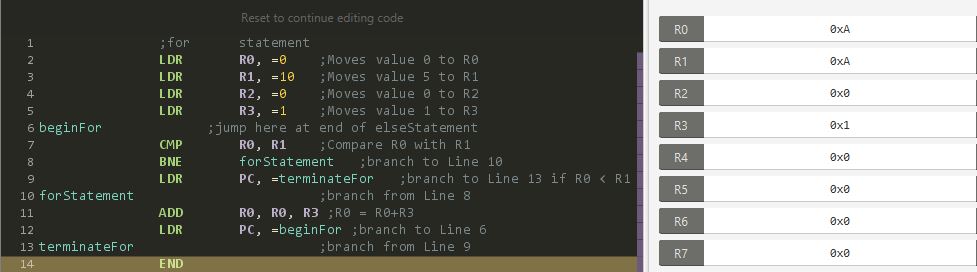 Reset to continue editing code
1 ;for statement
2 LDR R0, =0 ;Moves value 0 to R0
3 LDR R1, =10 ;Moves value 5 to R1
4 LDR R2, =0 ;Moves value 0 to R2
5 LDR R3, =1 ;Moves value 1 to R3
6 beginFor ;jump here at end of elseStatement
7 CMP R0, R1 ;Compare R0 with R1
8 BNE forStatement ;branch to Line 10
9 LDR PC, =terminateFor ;branch to Line 13 if R0 < R1
10 forStatement ;branch from Line 8
11 ADD R0, R0, R3 ;R0 = R0+R3
12 LDR PC, =beginFor ;branch to Line 6
13 terminateFor ;branch from Line 9
14 END
R0 0xA
R1 0xA
R2 0x0
R3 0x1
R4 0x0
R5 0x0
R6 0x0
R7 0x0